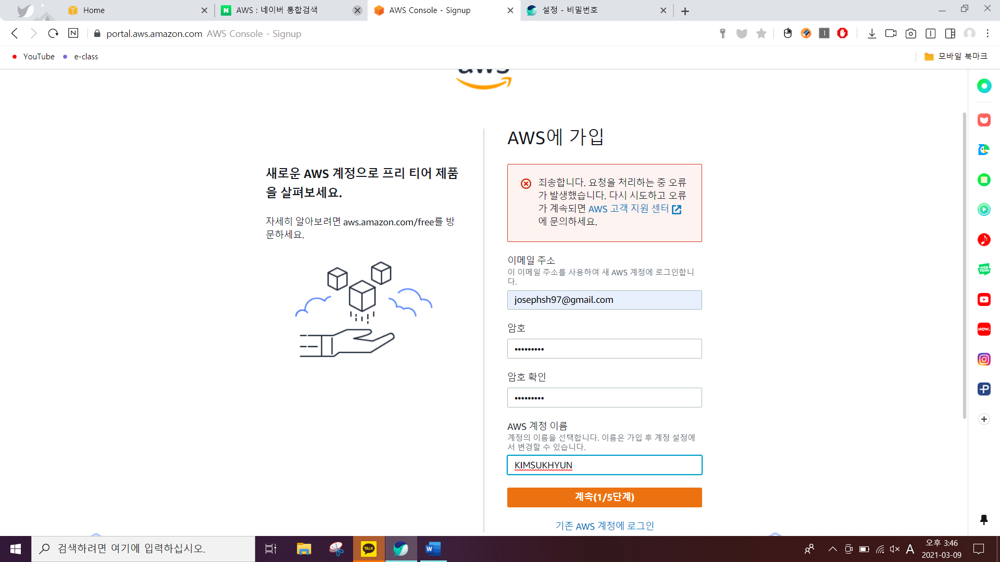 Home
AWS : 네이버 통합검색
AWS Console - Signup
설정 - 비밀번호
N
portal.aws.amazon.com AWS Console - Signup
YouTube
e-class
모바일 북마크
aws
AWS에 가입
새로운 AWS 계정으로 프리 티어 제품
을 살펴보세요.
자세히 알아보려면 aws.amazon.com/free를 방
문하세요.
죄송합니다. 요청을 처리하는 중 오류
가 발생했습니다. 다시 시도하고 오류
가 계속되면 AWS 고객 지원 센터
에 문의하세요.
이메일 주소
이 이메일 주소를 사용하여 새 AWS 계정에 로그인합니
다.
josephsh97@gmail.com
암호
•••••••••
암호 확인
•••••••••
AWS 계정 이름
계정의 이름을 선택합니다. 이름은 가입 후 계정 설정에
서 변경할 수 있습니다.
KIMSUKHYUN
계속(1/5단계)
기존 AWS 계정에 로그인
WEB
TOON
NOW.
검색하려면 여기에 입력하십시오.
TALK
W
A
오후 3:46
2021-03-09